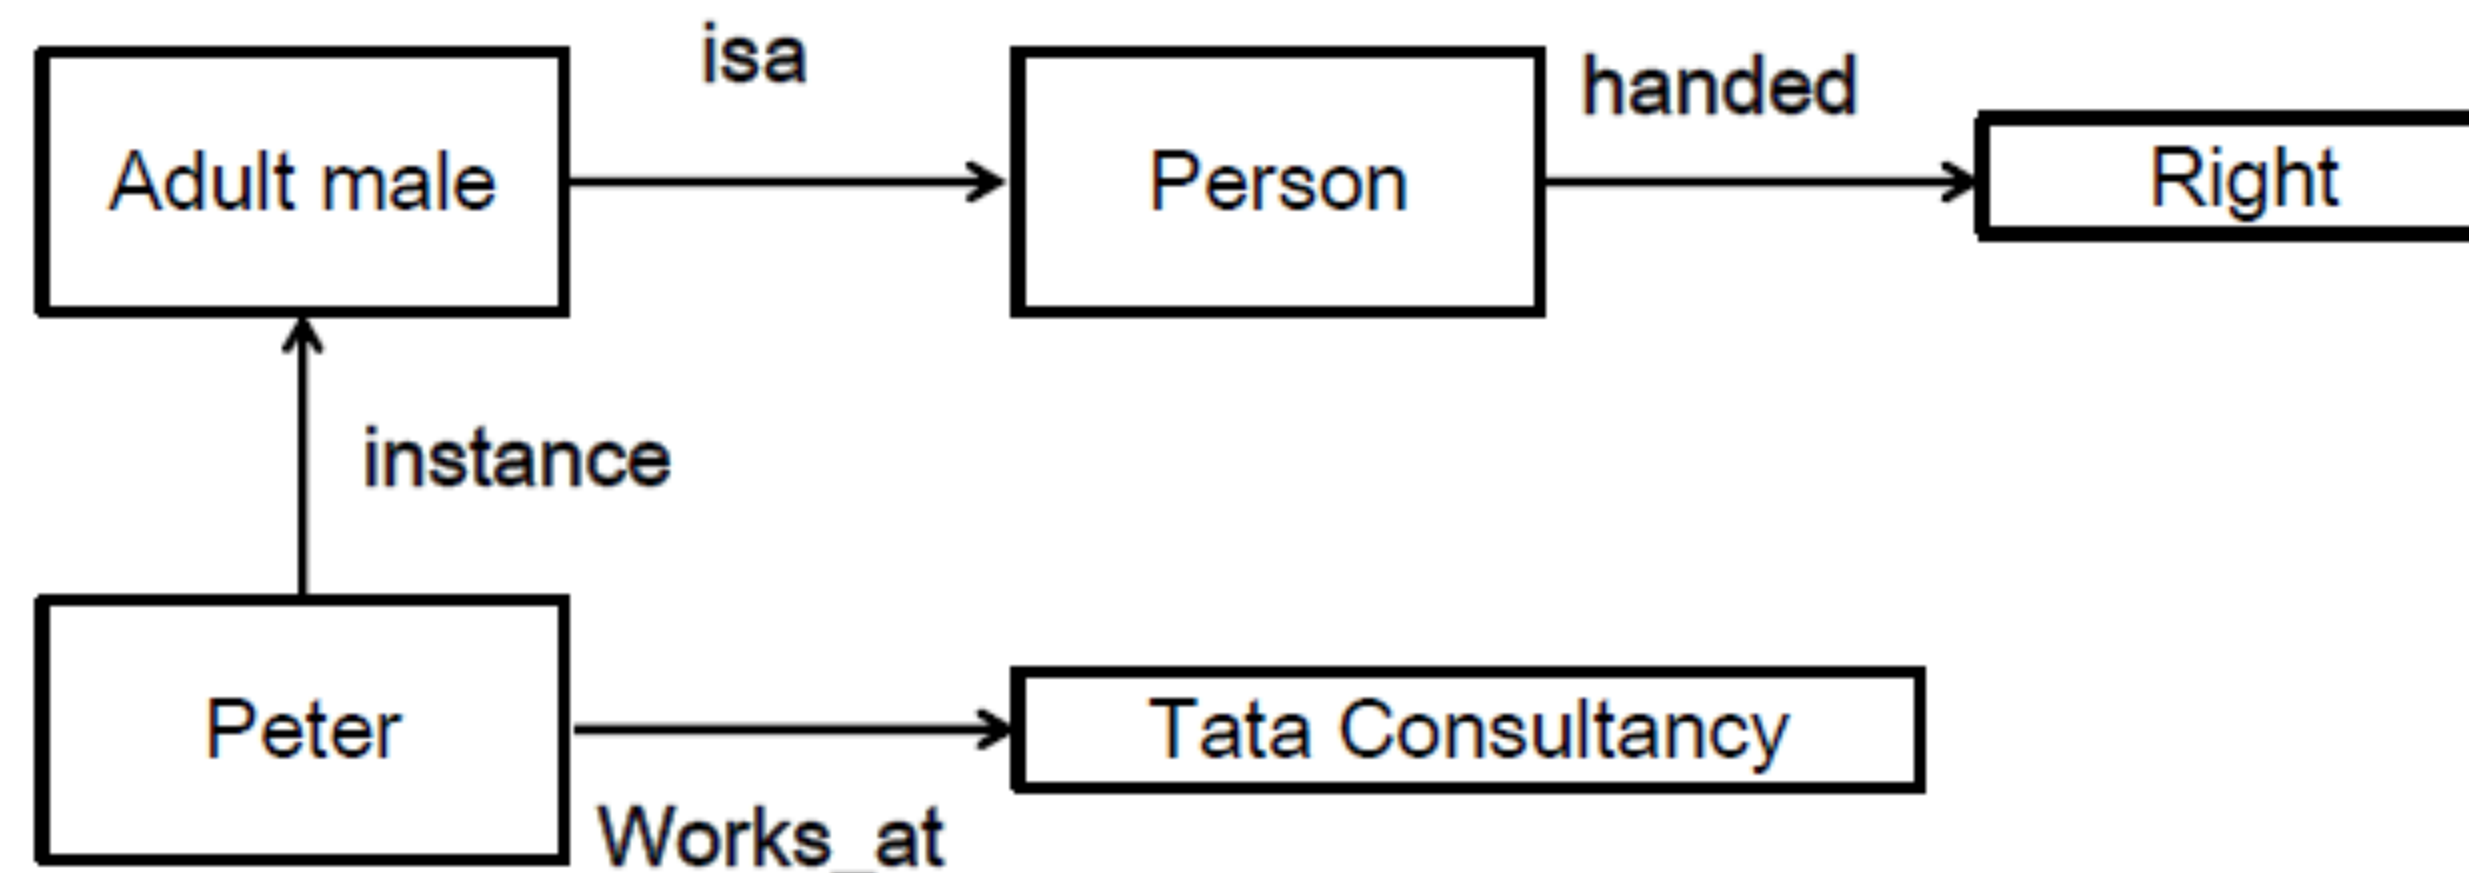 isa
handed
Adult male
Person
Right
instance
Peter
Tata Consultancy
Works_at